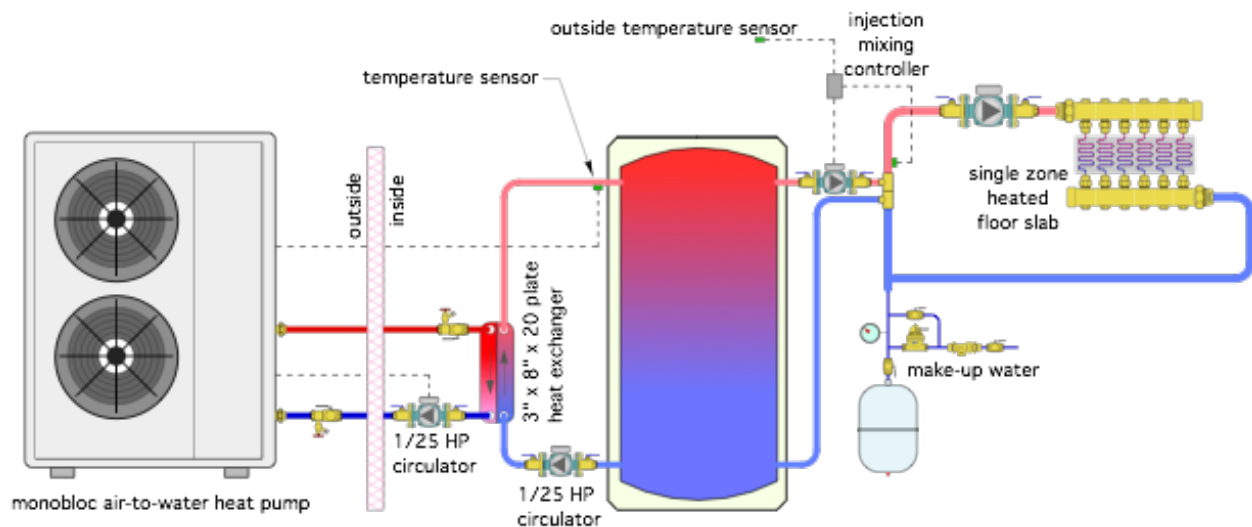 outside temperature sensor
injection
mixing
controller
temperature sensor
outside
inside
single zone
heated
floor slab
3" x 8" x 20 plate
heat exchanger
make-up water
1/25 HP
circulator
1/25 HP
circulator
monobloc air-to-water heat pump